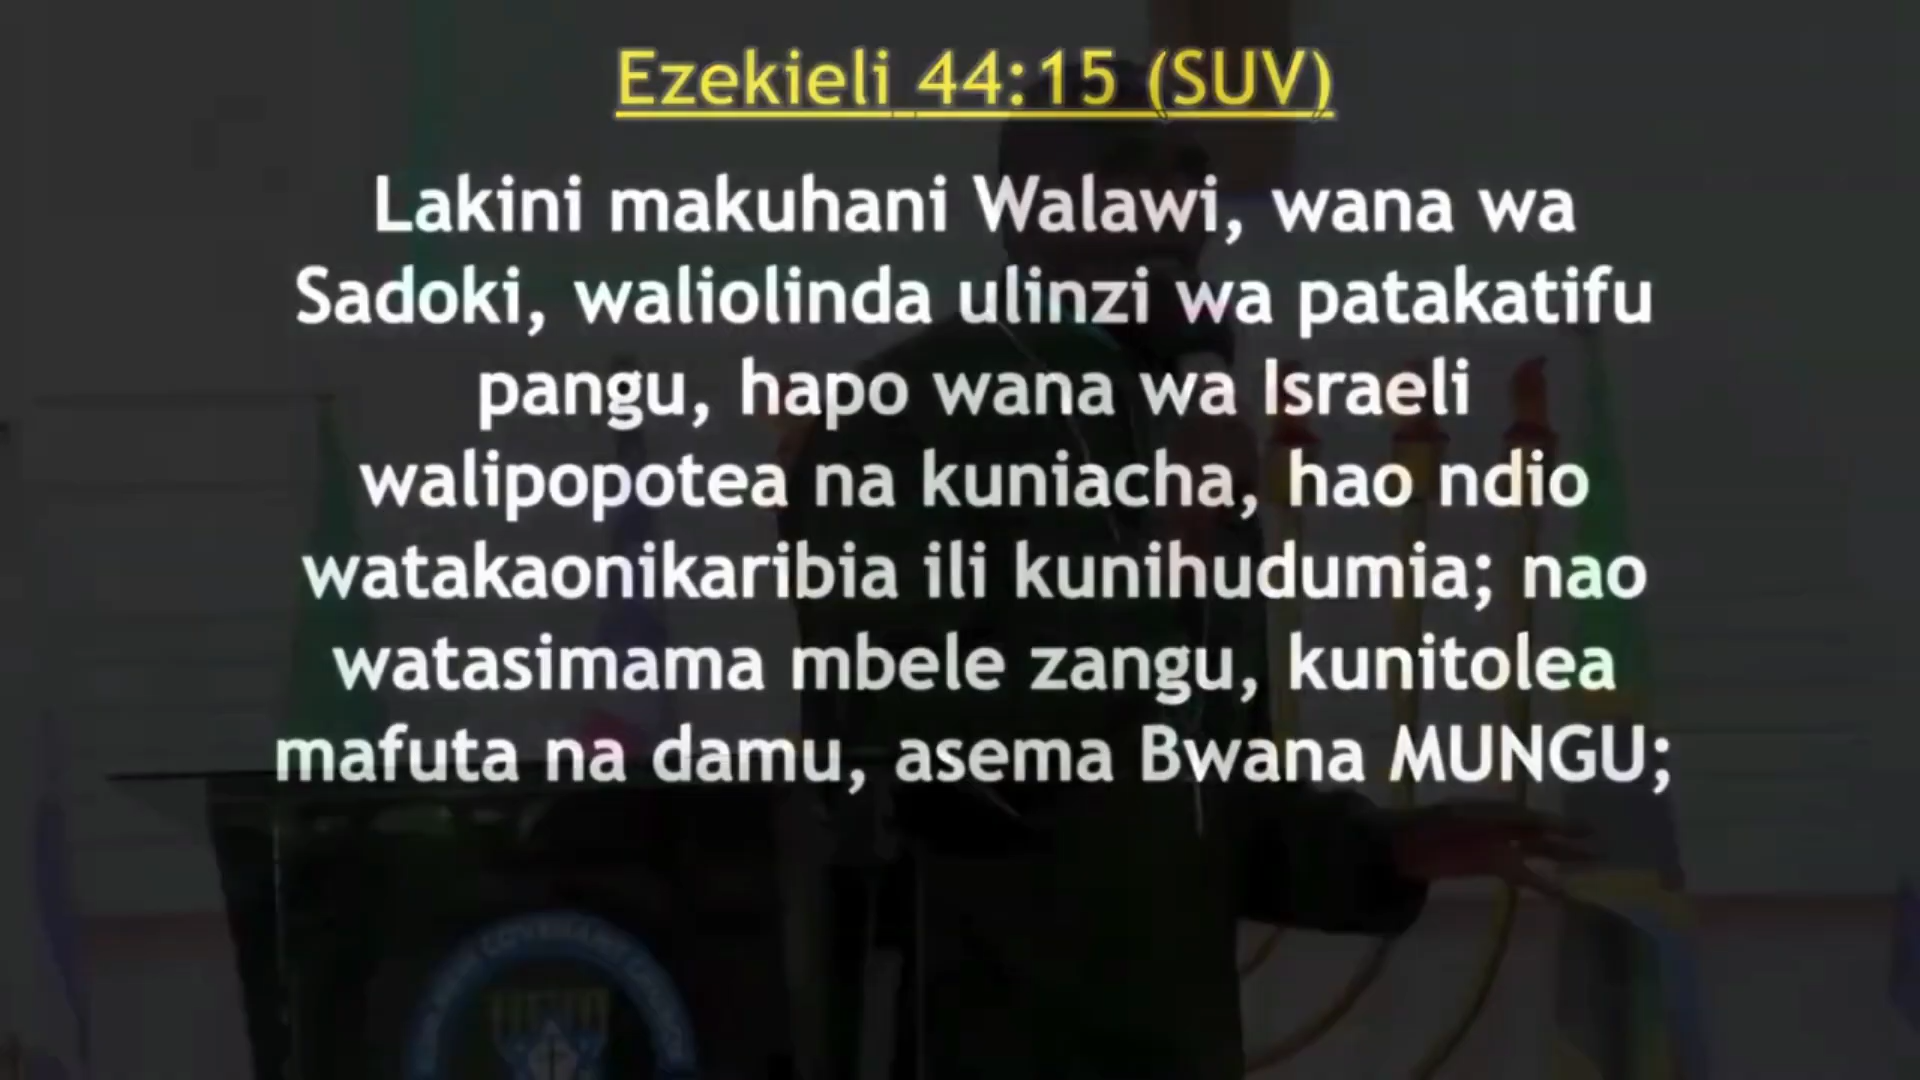 Ezekieli 44:15 (SUV)
Lakini makuhani Walawi, wana wa
Sadoki, waliolinda ulinzi wa patakatifu
pangu, hapo wana wa Israeli
walipopotea na kuniacha, hao ndio
watakaonikaribia ili kunihudumia; nao
watasimama mbele zangu, kunitolea
mafuta na damu, asema Bwana MUNGU;
COVENANT CHURCH